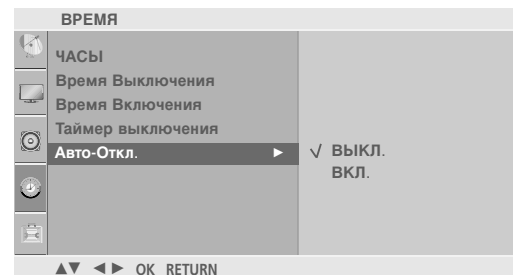 ВРЕМЯ
ЧАСЫ
Время Выключения
Время Включения
Таймер выключения
Авто-Откл. ► √ ВЫКЛ.
ВКЛ.
▲▼ ◄► OK RETURN